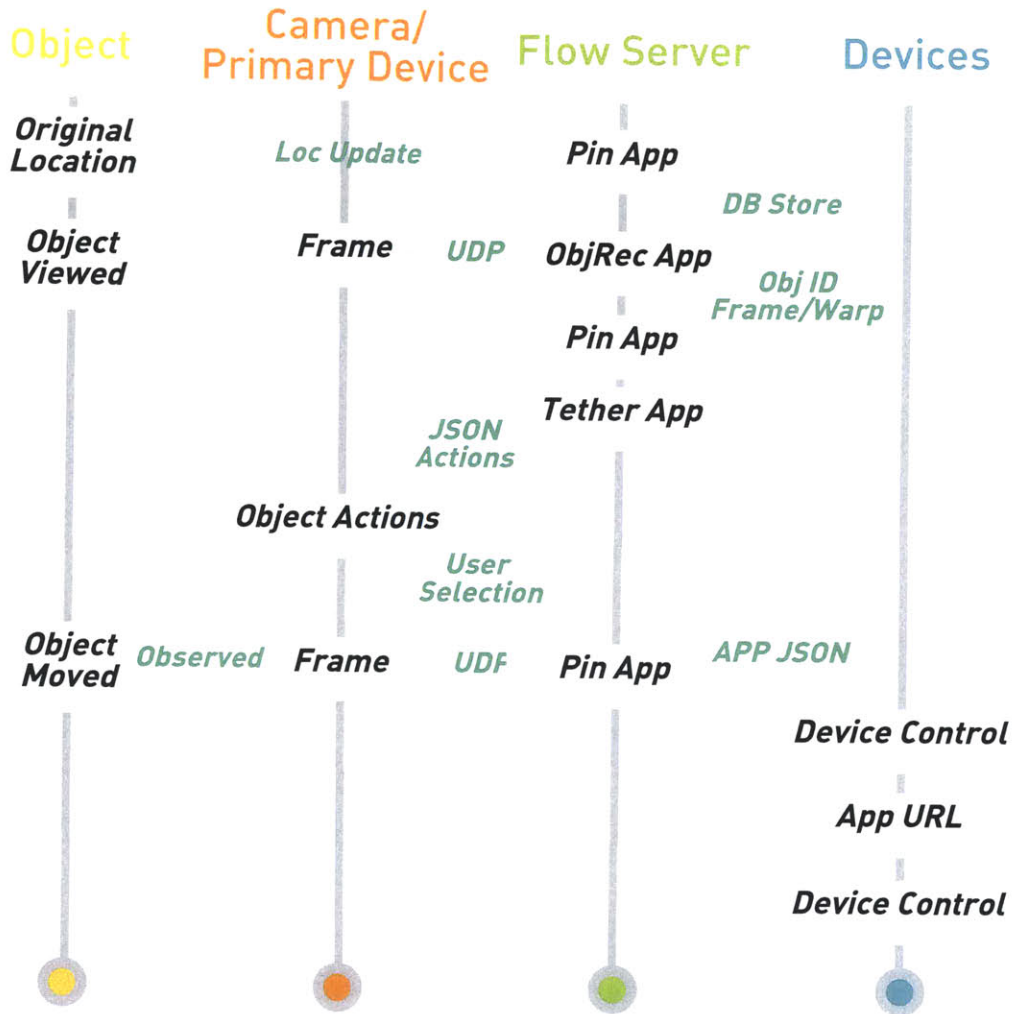 Object
Camera/
Primary Device
Flow Server
Devices
Original
Location
Loc Update
Pin App
DB Store
Object
Viewed
Frame
UDP
ObjRec App
Obj ID
Frame/Warp
Pin App
Tether App
JSON
Actions
Object Actions
User
Selection
Object
Moved
Observed
Frame
UDP
Pin App
APP JSON
Device Control
App URL
Device Control